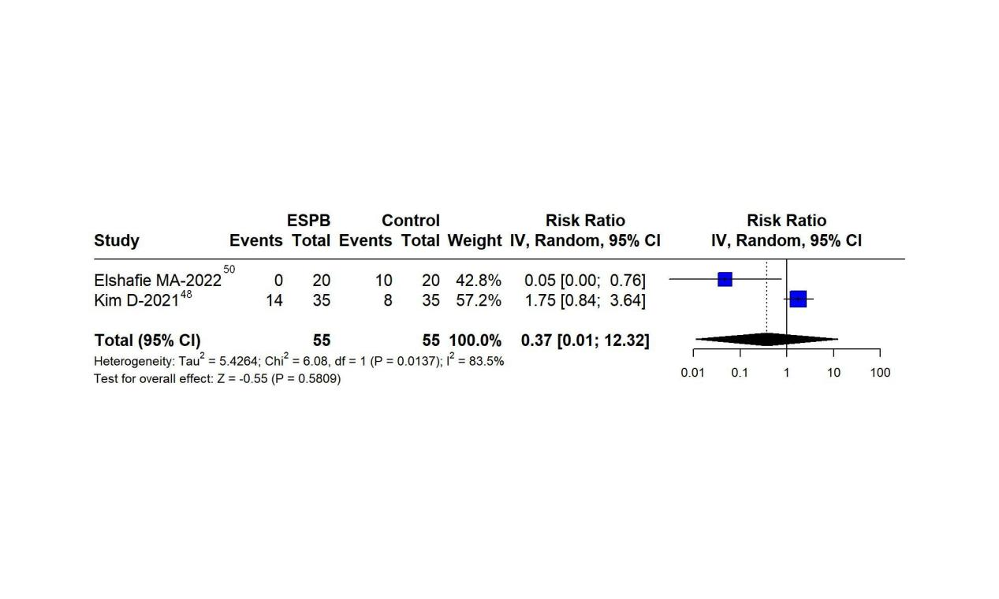 ESPB Control Risk Ratio Risk Ratio
Study Events Total Events Total Weight IV, Random, 95% CI IV, Random, 95% CI
Elshafie MA-2022⁵⁰ 0 20 10 20 42.8% 0.05 [0.00; 0.76]
Kim D-2021⁴⁸ 14 35 8 35 57.2% 1.75 [0.84; 3.64]
Total (95% CI) 55 55 100.0% 0.37 [0.01; 12.32]
Heterogeneity: Tau² = 5.4264; Chi² = 6.08, df = 1 (P = 0.0137); I² = 83.5%
Test for overall effect: Z = -0.55 (P = 0.5809)
0.01 0.1 1 10 100